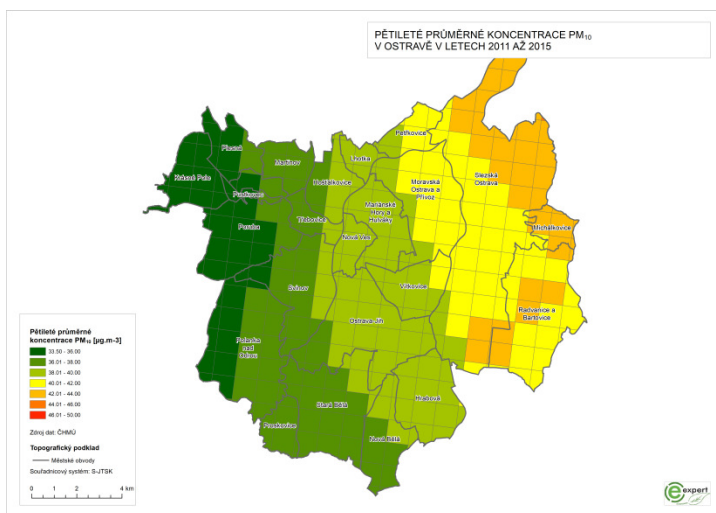 PĚTILETÉ PRŮMĚRNÉ KONCENTRACE PM₁₀
V OSTRAVĚ V LETECH 2011 AŽ 2015
Petřkovice
Plesná
Martinov
Lhotka
Slezská
Ostrava
Krásné Pole
Hošťálkovice
Moravská
Ostrava a
Přívoz
Pustkovec
Mariánské
Hory a
Hulváky
Třebovice
Poruba
Michálkovice
Nová Ves
Svinov
Vítkovice
Radvanice a
Bartovice
Ostrava Jih
Polanka
nad
Odrou
Hrabová
Stará Bělá
Proskovice
Nová Bělá
Pětileté průměrné
koncentrace PM₁₀ [µg.m-3]
33.50 - 36.00
36.01 - 38.00
38.01 - 40.00
40.01 - 42.00
42.01 - 44.00
44.01 - 46.00
46.01 - 50.00
Zdroj dat: ČHMÚ
Topografický podklad
Městské obvody
Souřadnicový systém: S-JTSK
0 1 2 4 km
expert